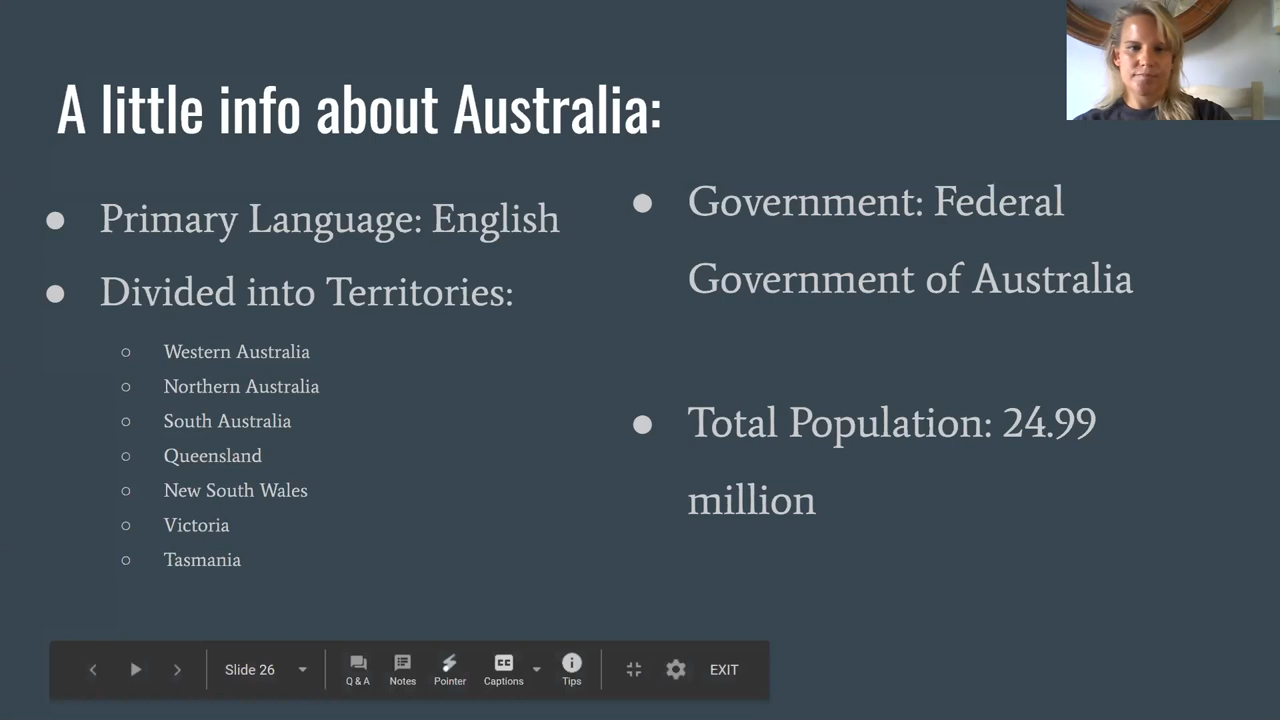 A little info about Australia:
● Primary Language: English
● Divided into Territories:
○ Western Australia
○ Northern Australia
○ South Australia
○ Queensland
○ New South Wales
○ Victoria
○ Tasmania
● Government: Federal
Government of Australia
● Total Population: 24.99
million
Slide 26
Q & A
Notes
Pointer
CC
Captions
Tips
EXIT